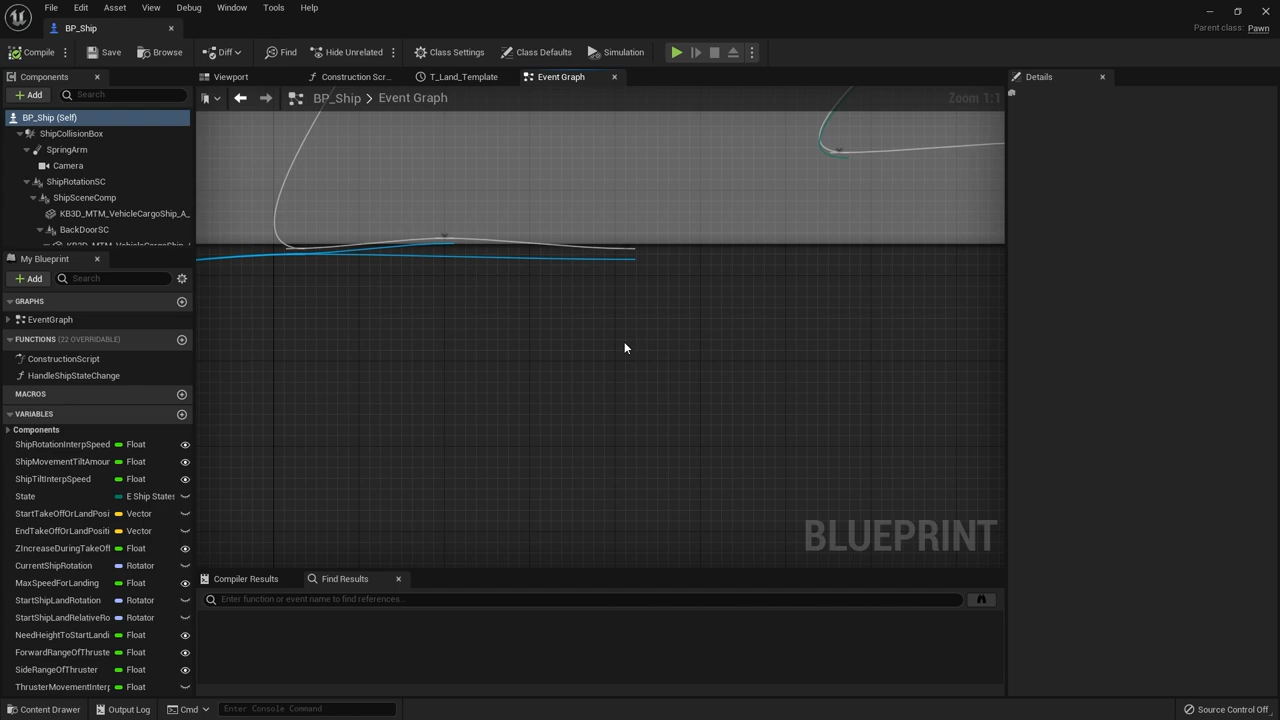 File Edit Asset View Debug Window Tools Help
BP_Ship
Parent class: Pawn
Compile Save Browse Diff Find Hide Unrelated Class Settings Class Defaults Simulation
Components
Viewport Construction Scr... T_Land_Template Event Graph
Details
Add Search
BP_Ship > Event Graph
Zoom 1:1
BP_Ship (Self)
ShipCollisionBox
SpringArm
Camera
ShipRotationSC
ShipSceneComp
KB3D_MTM_VehicleCargoShip_A_
BackDoorSC
My Blueprint
Add Search
GRAPHS
EventGraph
FUNCTIONS (22 OVERRIDABLE)
ConstructionScript
HandleShipStateChange
MACROS
VARIABLES
Components
ShipRotationInterpSpeed Float
ShipMovementTiltAmour Float
ShipTiltInterpSpeed Float
State E Ship States
StartTakeOffOrLandPosi Vector
EndTakeOffOrLandPositi Vector
ZIncreaseDuringTakeOff Float
CurrentShipRotation Rotator
MaxSpeedForLanding Float
StartShipLandRotation Rotator
StartShipLandRelativeRo Rotator
NeedHeightToStartLandi Float
ForwardRangeOfThruste Float
SideRangeOfThruster Float
ThrusterMovementInterp Float
BLUEPRINT
Compiler Results Find Results
Enter function or event name to find references...
Content Drawer Output Log Cmd Enter Console Command
Source Control Off